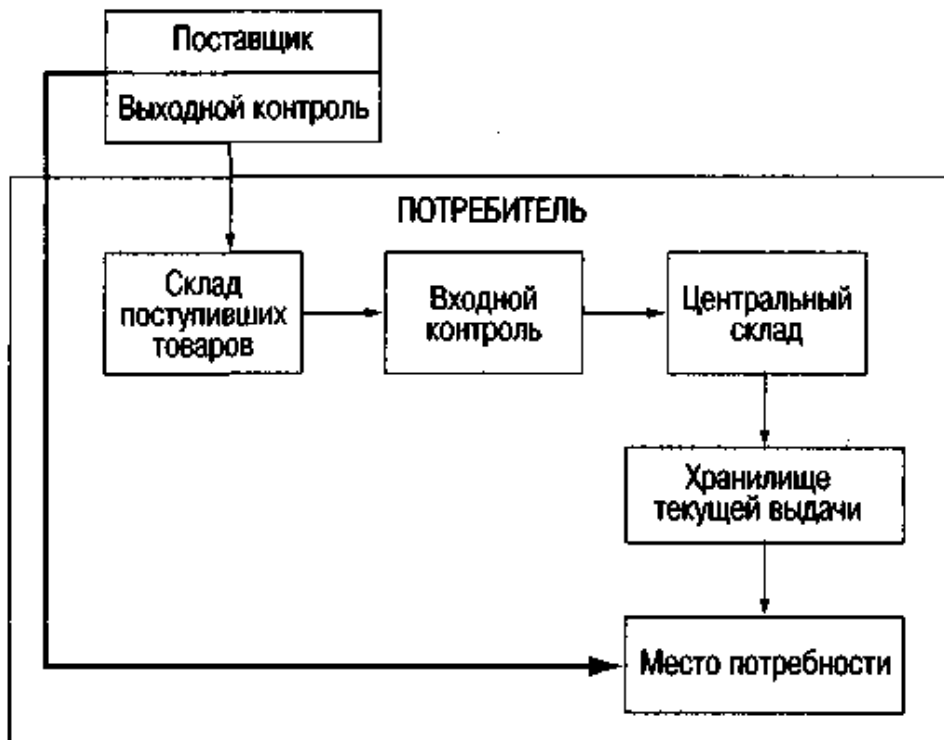 Поставщик
Выходной контроль
ПОТРЕБИТЕЛЬ
Склад
поступивших
товаров
Входной
контроль
Центральный
склад
Хранилище
текущей выдачи
Место потребности